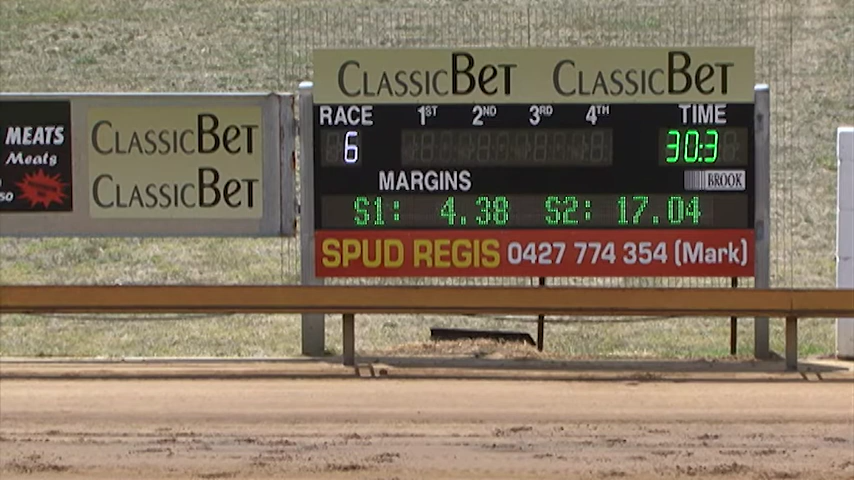 CLASSICBET CLASSICBET
RACE 1ST 2ND 3RD 4TH TIME
6 30:3
MARGINS BROOK
S1: 4.38 S2: 17.04
SPUD REGIS 0427 774 354 (Mark)
MEATS
Meats
50
CLASSICBET
CLASSICBET